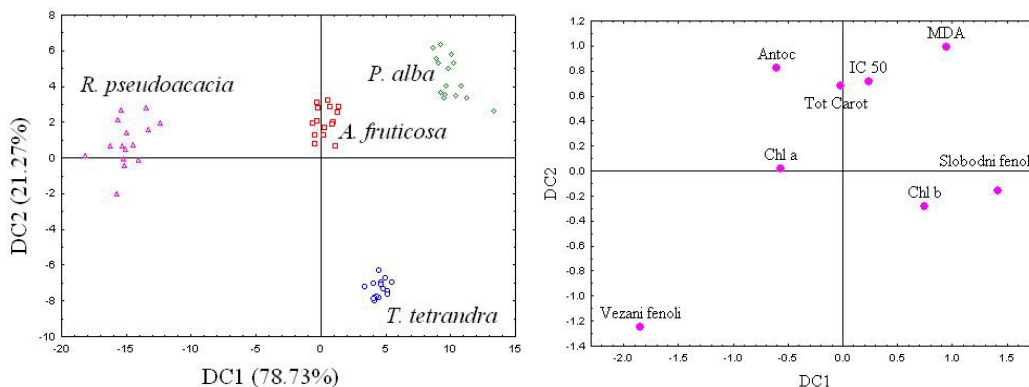 8
6
4
2
0
-2
-4
-6
-8
-10
DC2 (21.27%)
R. pseudoacacia
P. alba
A. fruticosa
T. tetrandra
-20
-15
-10
-5
0
5
10
15
DC1 (78.73%)
1.2
1.0
0.8
0.6
0.4
0.2
0.0
-0.2
-0.4
-0.6
-0.8
-1.0
-1.2
-1.4
DC2
MDA
Antoc
IC 50
Tot Carot
Chl a
Slobodni fenol
Chl b
Vezani fenoli
-2.0
-1.5
-1.0
-0.5
0.0
0.5
1.0
1.5
DC1